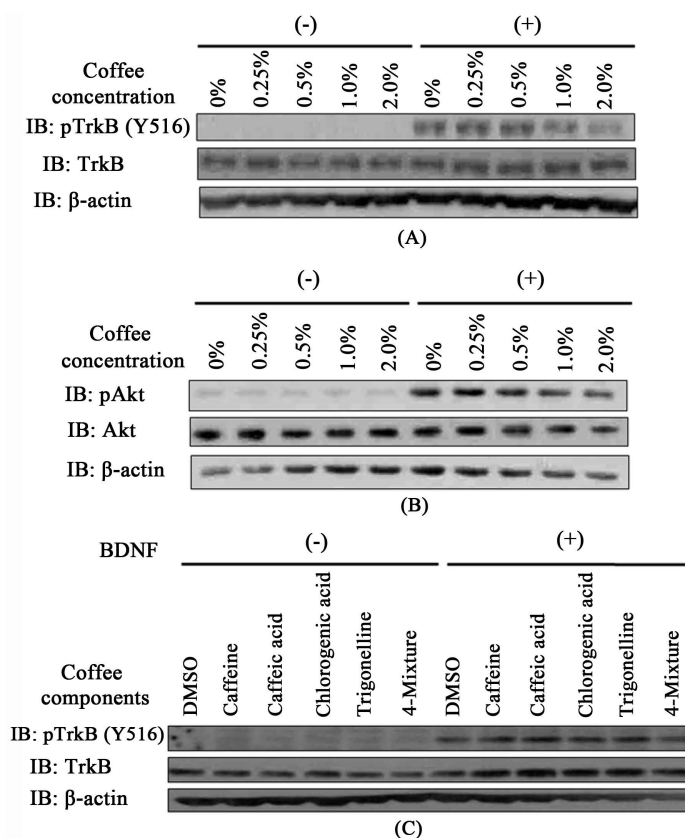 (-) (+)
Coffee concentration 0% 0.25% 0.5% 1.0% 2.0% 0% 0.25% 0.5% 1.0% 2.0%
IB: pTrkB (Y516)
IB: TrkB
IB: β-actin
(A)
(-) (+)
Coffee concentration 0% 0.25% 0.5% 1.0% 2.0% 0% 0.25% 0.5% 1.0% 2.0%
IB: pAkt
IB: Akt
IB: β-actin
(B)
BDNF (-) (+)
Coffee components DMSO Caffeine Caffeic acid Chlorogenic acid Trigonelline 4-Mixture DMSO Caffeine Caffeic acid Chlorogenic acid Trigonelline 4-Mixture
IB: pTrkB (Y516)
IB: TrkB
IB: β-actin
(C)